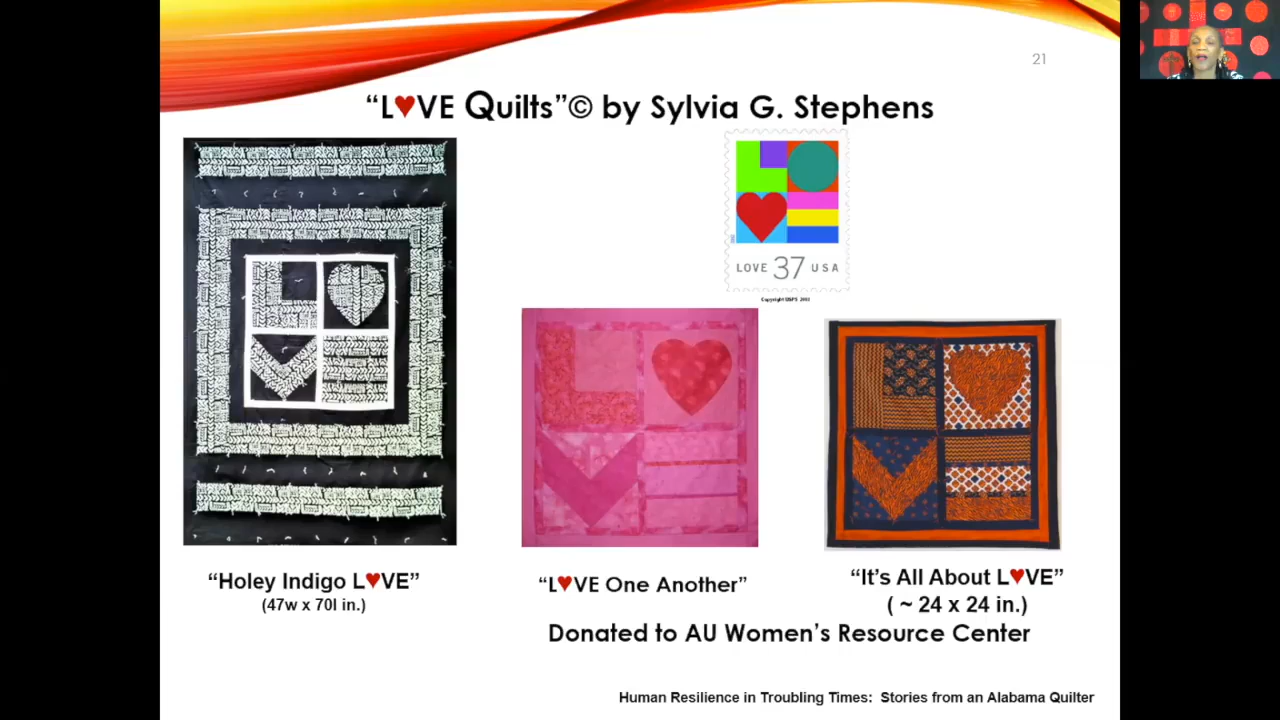 21
“L♥VE Quilts”© by Sylvia G. Stephens
LOVE 37 USA
Copyright USPS
“Holey Indigo L♥VE”
(47w x 70l in.)
“L♥VE One Another”
“It’s All About L♥VE”
( ~ 24 x 24 in.)
Donated to AU Women’s Resource Center
Human Resilience in Troubling Times: Stories from an Alabama Quilter